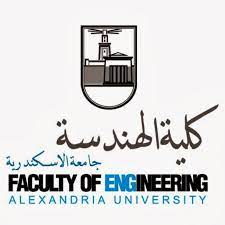 كلية الهندسة
جامعة الاسكندرية
FACULTY OF ENGINEERING
ALEXANDRIA UNIVERSITY